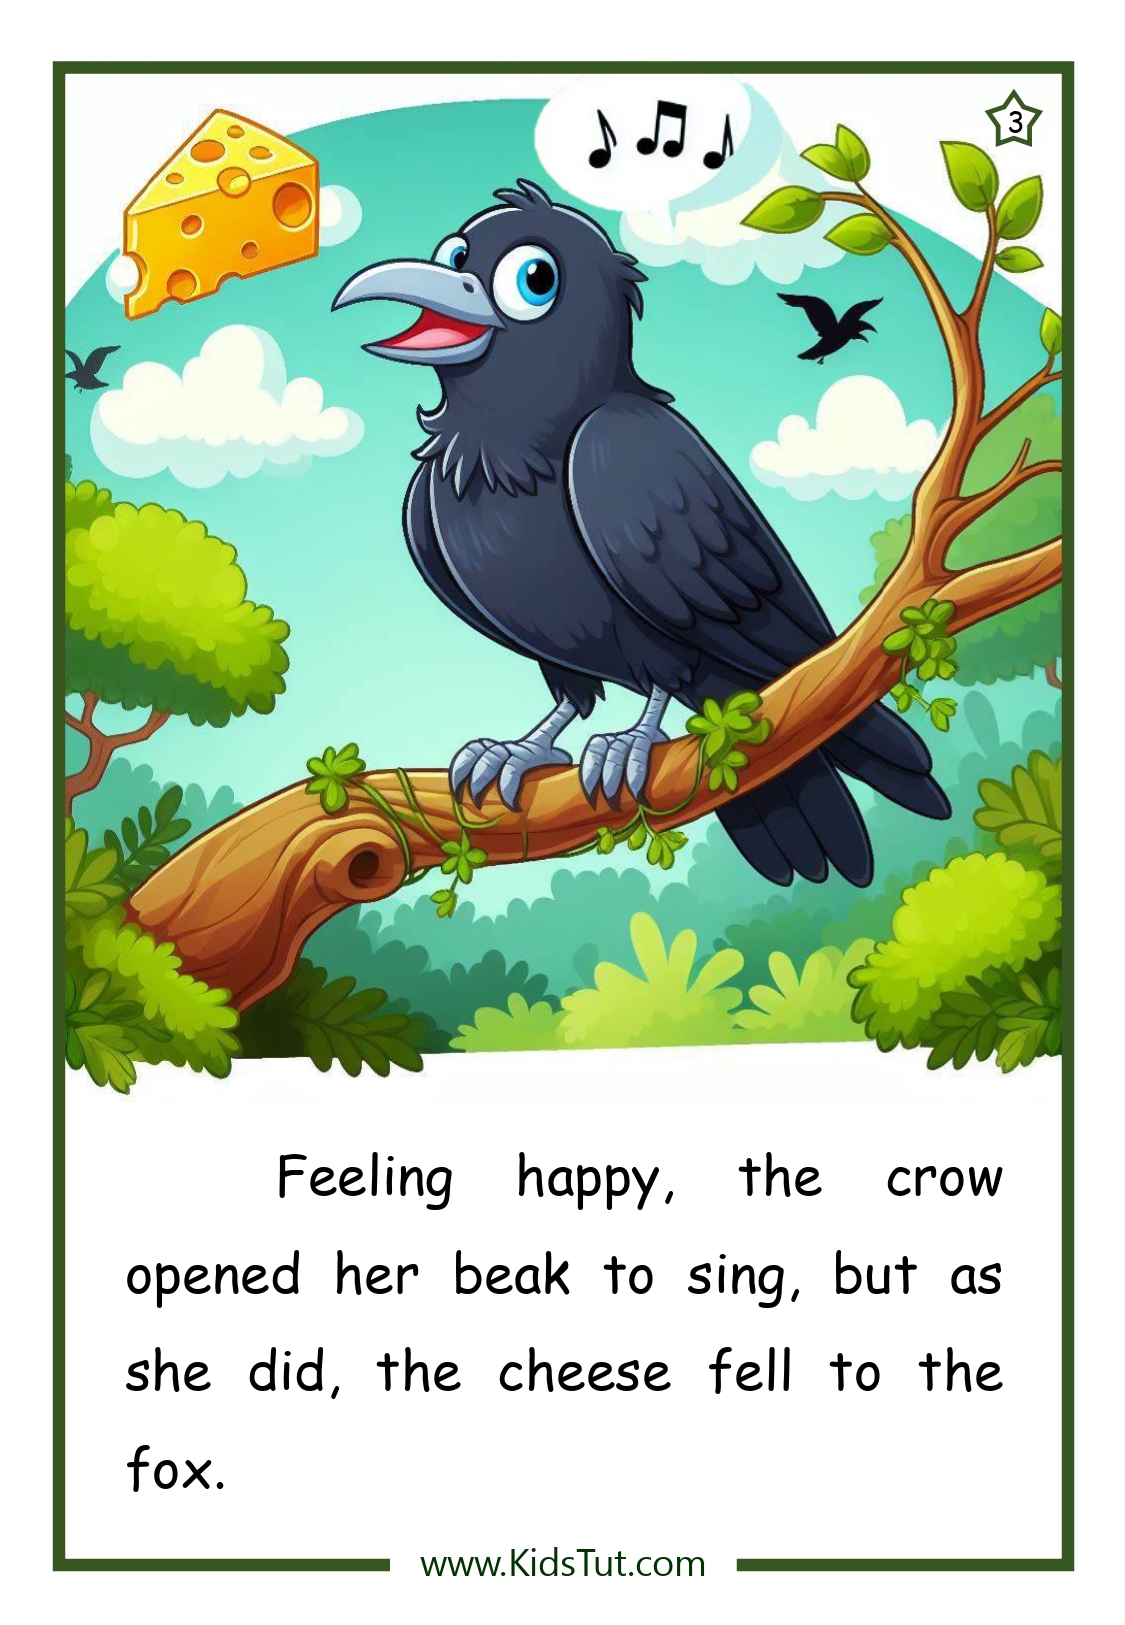 3
Feeling happy, the crow
opened her beak to sing, but as
she did, the cheese fell to the
fox.
www.KidsTut.com